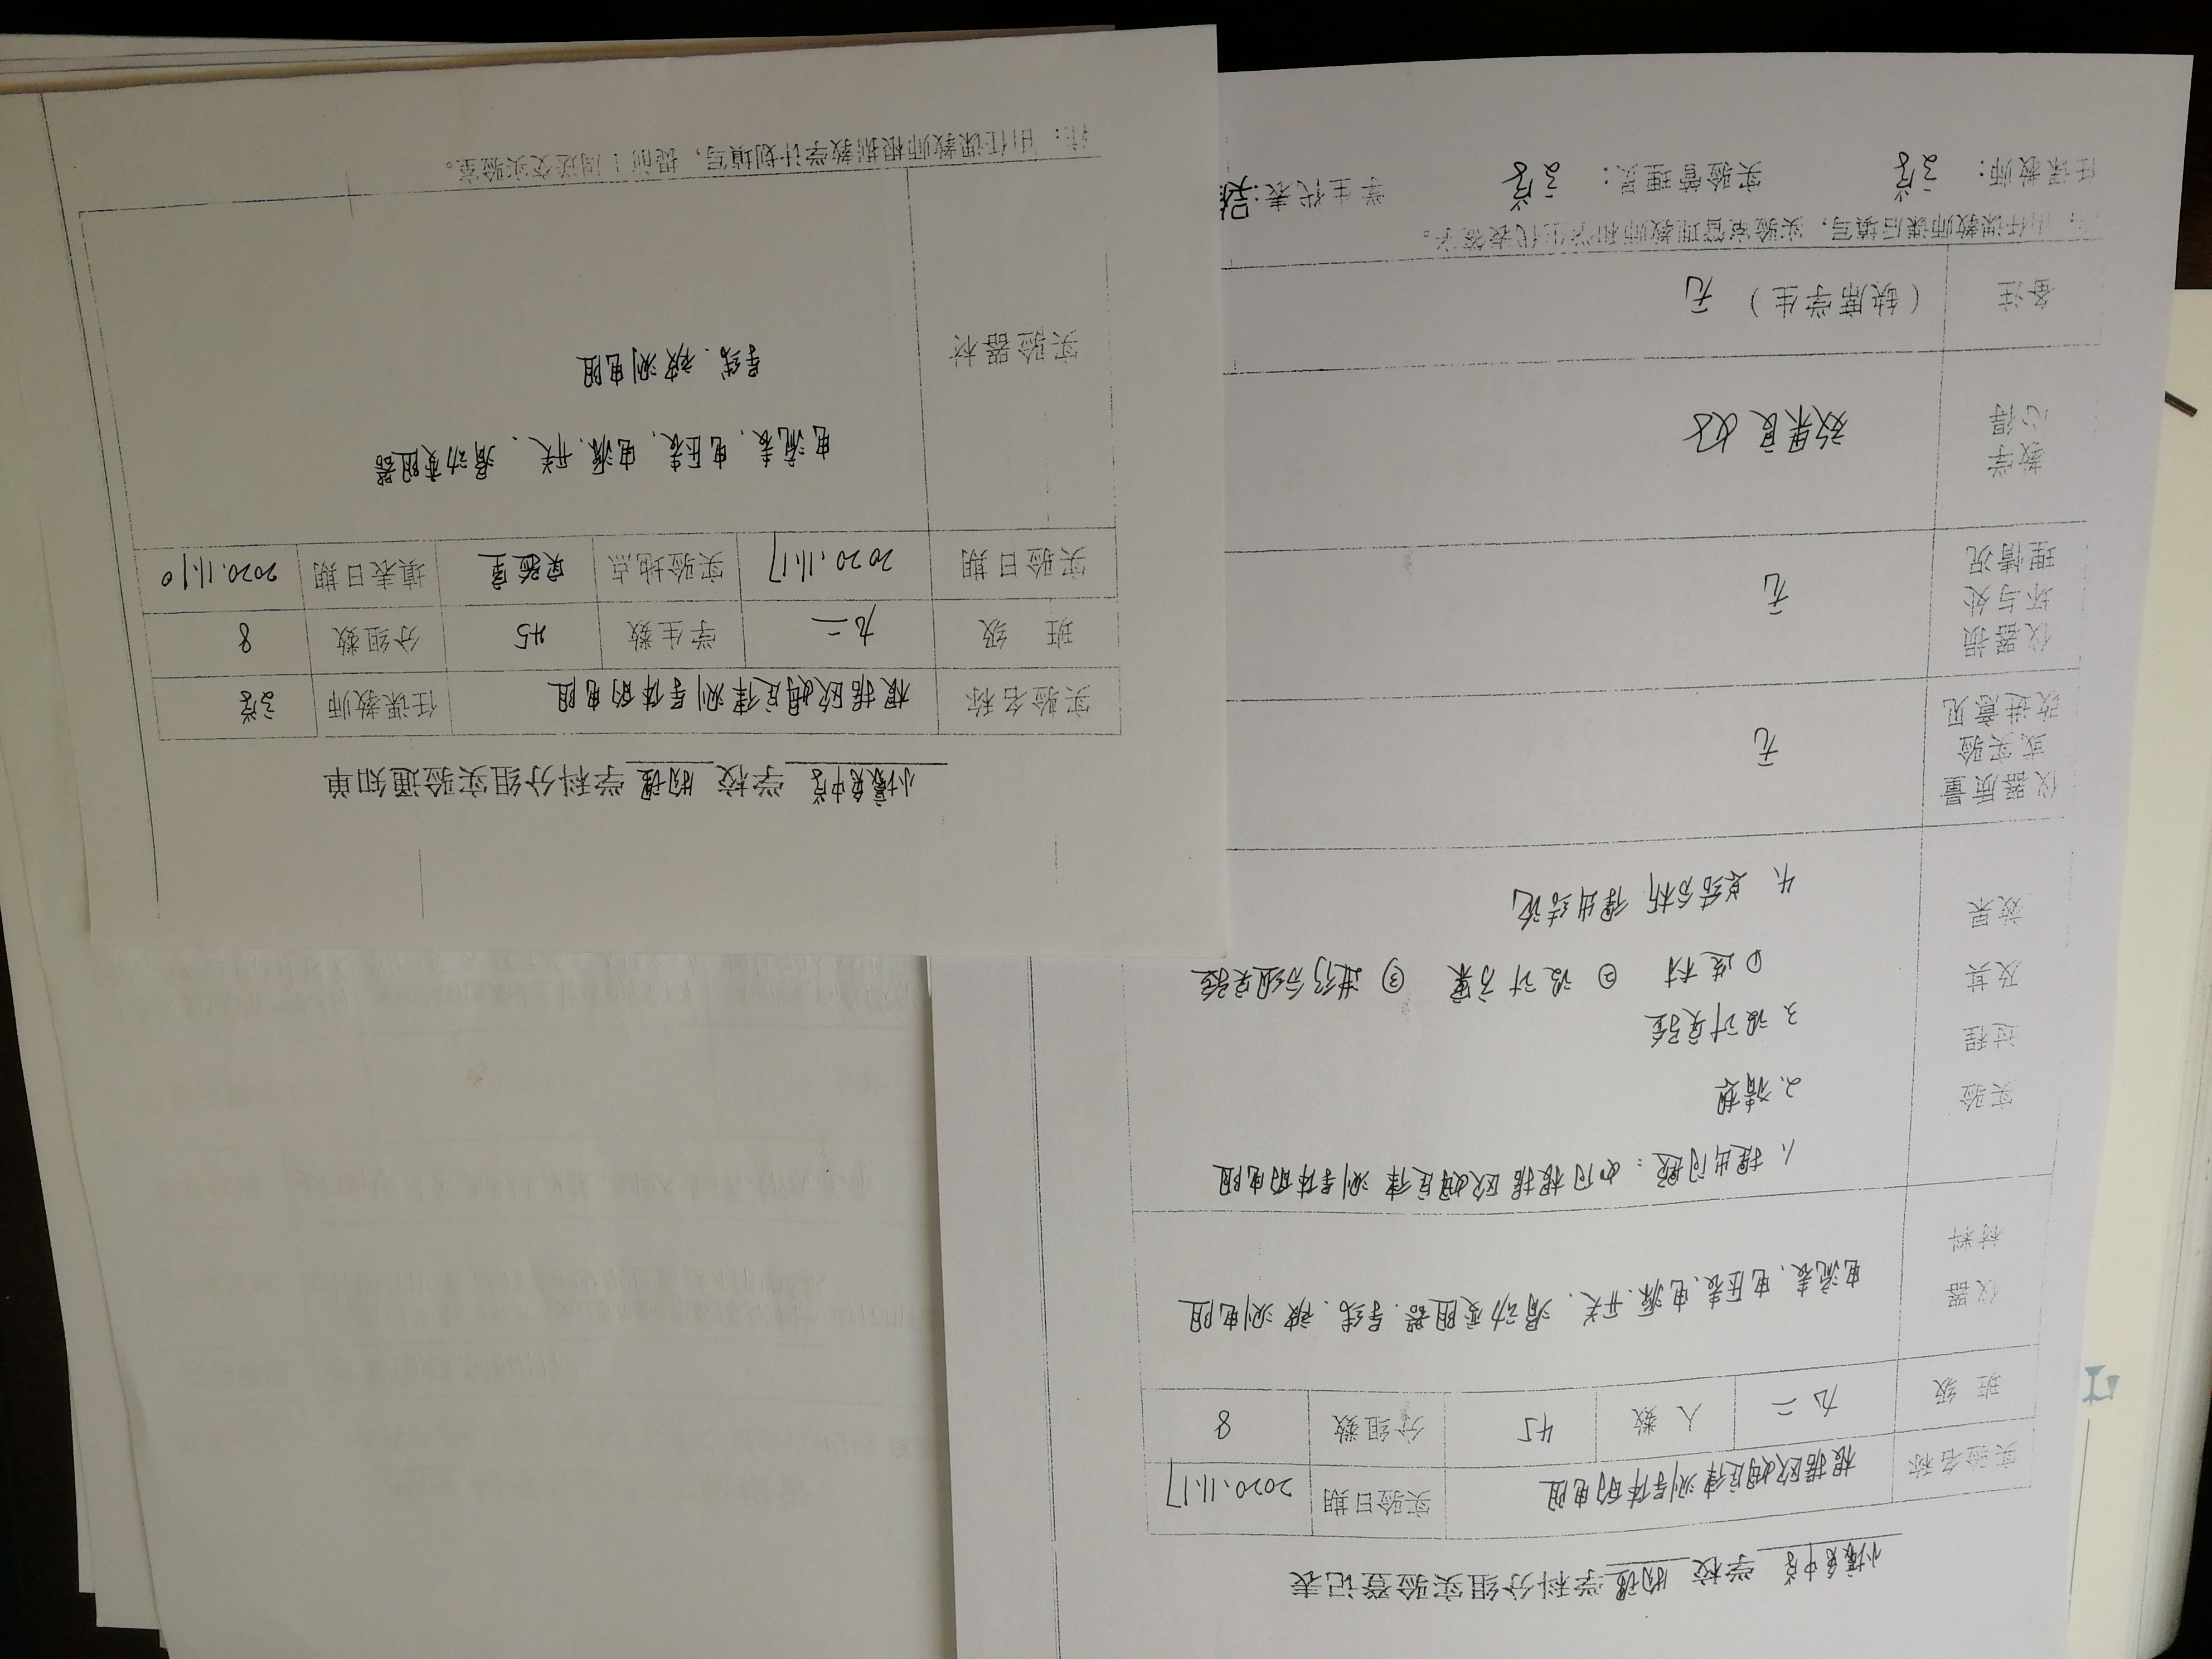 学校 物理 学科分组实验通知单
实验名称 根据欧姆定律测导体的电阻 任课教师
班 级 九二 学生数 45 分组数 8
实验日期 2020.11.17 实验地点 实验室 填表日期 2020.11.10
实验器材
电流表、电压表、电源、开关、滑动变阻器
导线、被测电阻
注：由任课教师根据教学计划填写，提前1周送交实验室。
学校 物理 学科分组实验登记表
实验名称 根据欧姆定律测导体的电阻 实验日期 2020.11.17
班 级 九二 人 数 45 分组数 8
仪器
材料
电流表、电压表、电源、开关、滑动变阻器、导线、被测电阻
实验
过程
及其
效果
1. 提出问题：如何根据欧姆定律测导体的电阻
2. 猜想
3. 设计实验
① 选材 ② 设计方案 ③ 进行分组实验
4. 总结分析 得出结论
仪器质量
或实验
改进意见
无
仪器损
坏与处
理情况
无
教学
心得
效果良好
备注
（缺席学生） 无
注：由任课教师课后填写，实验室管理教师和学生代表签字。
任课教师： 实验管理员： 学生代表：